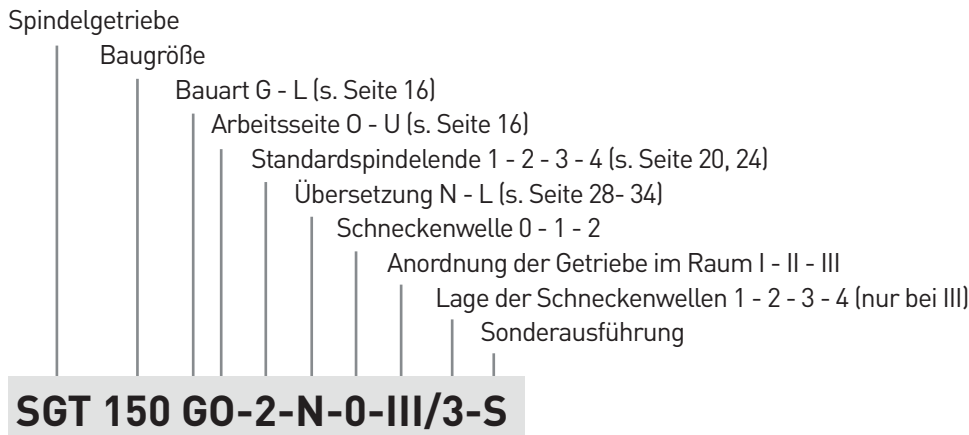 Spindelgetriebe
Baugröße
Bauart G - L (s. Seite 16)
Arbeitsseite O - U (s. Seite 16)
Standardspindelende 1 - 2 - 3 - 4 (s. Seite 20, 24)
Übersetzung N - L (s. Seite 28- 34)
Schneckenwelle 0 - 1 - 2
Anordnung der Getriebe im Raum I - II - III
Lage der Schneckenwellen 1 - 2 - 3 - 4 (nur bei III)
Sonderausführung
SGT 150 GO-2-N-0-III/3-S